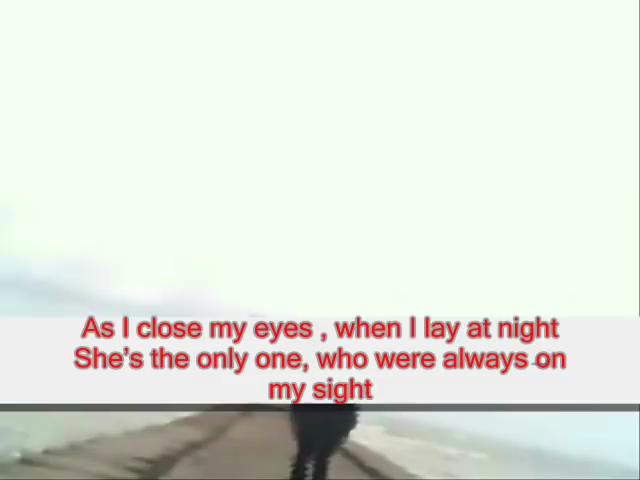 As I close my eyes , when I lay at night
She's the only one, who were always on
my sight